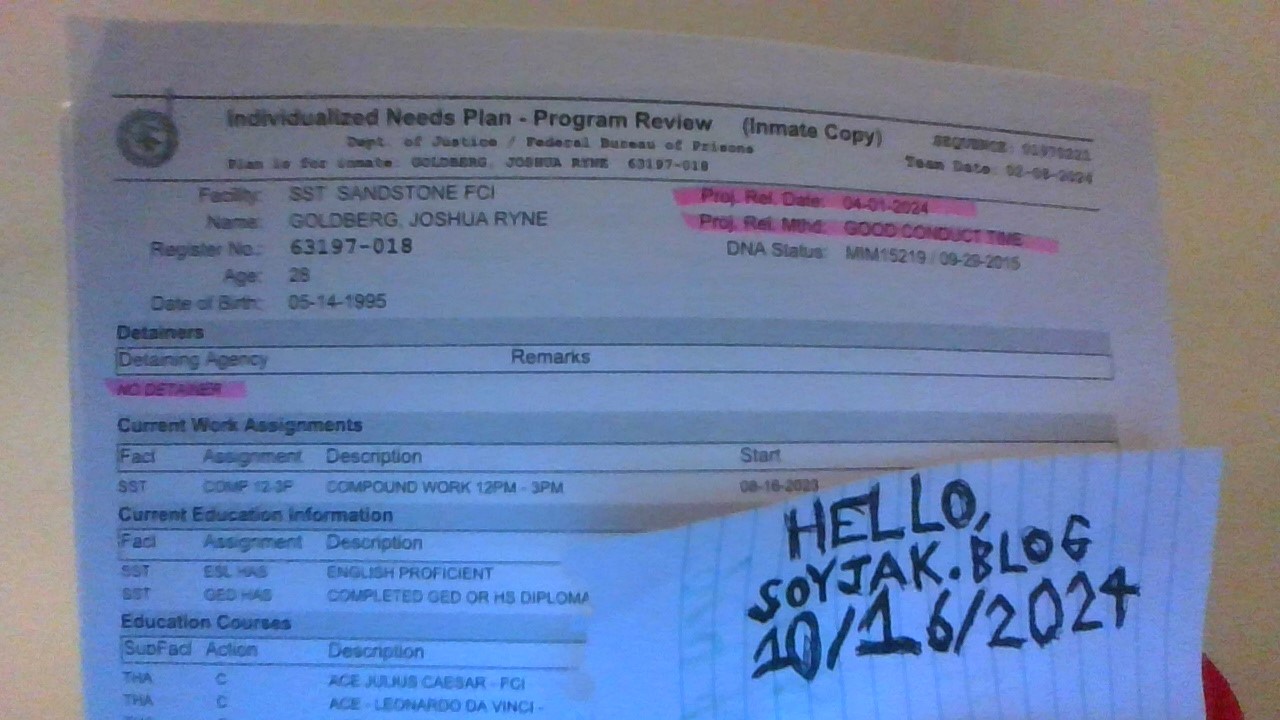 Individualized Needs Plan - Program Review (Inmate Copy)
SEQUENCE: 01970221
Dept. of Justice / Federal Bureau of Prisons
Team Date: 02-08-2024
Plan is for inmate: GOLDBERG, JOSHUA RYNE 63197-018
Facility: SST SANDSTONE FCI
Proj. Rel. Date: 04-01-2024
Name: GOLDBERG, JOSHUA RYNE
Proj. Rel. Mthd: GOOD CONDUCT TIME
Register No.: 63197-018
DNA Status: MIM15219 / 09-29-2015
Age: 28
Date of Birth: 05-14-1995
Detainers
Detaining Agency Remarks
NO DETAINER
Current Work Assignments
Facl Assignment Description Start
SST COMP 12-3P COMPOUND WORK 12PM - 3PM 08-16-2023
Current Education Information
Facl Assignment Description
SST ESL HAS ENGLISH PROFICIENT
SST GED HAS COMPLETED GED OR HS DIPLOMA
Education Courses
SubFacl Action Description
THA C ACE JULIUS CAESAR - FCI
THA C ACE - LEONARDO DA VINCI -
HELLO,
SOYJAK.BLOG
10/16/2024